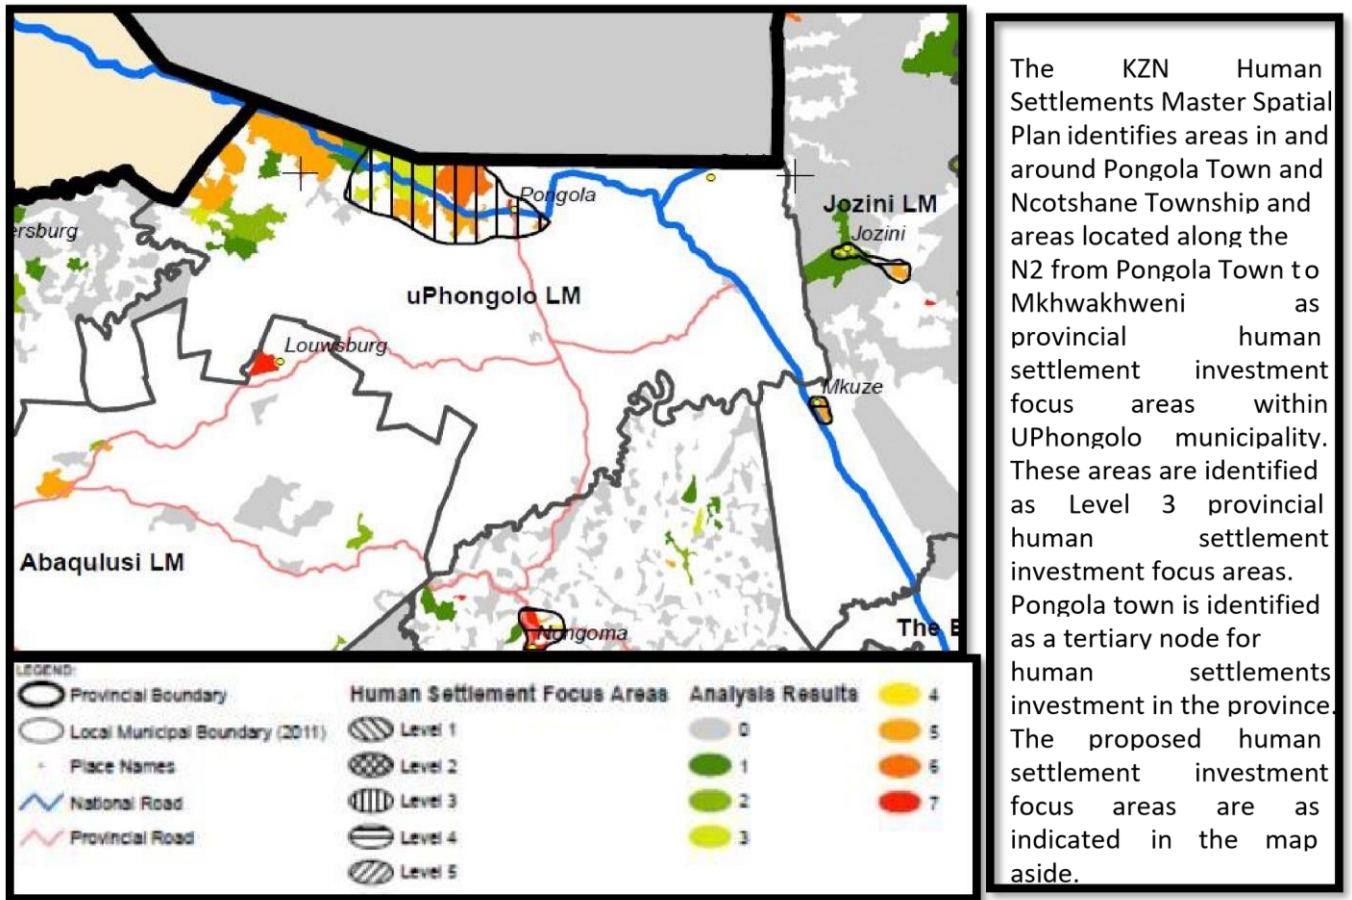 Pongola
Jozini LM
Jozini
ersburg
uPhongolo LM
Louwsburg
Mkuze
Abaqulusi LM
Nongoma
The E
LEGEND:
Provincial Boundary
Local Municipal Boundary (2011)
Place Names
National Road
Provincial Road
Human Settlement Focus Areas
Level 1
Level 2
Level 3
Level 4
Level 5
Analysis Results
0
1
2
3
4
5
6
7
The KZN Human
Settlements Master Spatial
Plan identifies areas in and
around Pongola Town and
Ncotshane Township and
areas located along the
N2 from Pongola Town to
Mkhwakhweni as
provincial human
settlement investment
focus areas within
UPhongolo municipality.
These areas are identified
as Level 3 provincial
human settlement
investment focus areas.
Pongola town is identified
as a tertiary node for
human settlements
investment in the province.
The proposed human
settlement investment
focus areas are as
indicated in the map
aside.